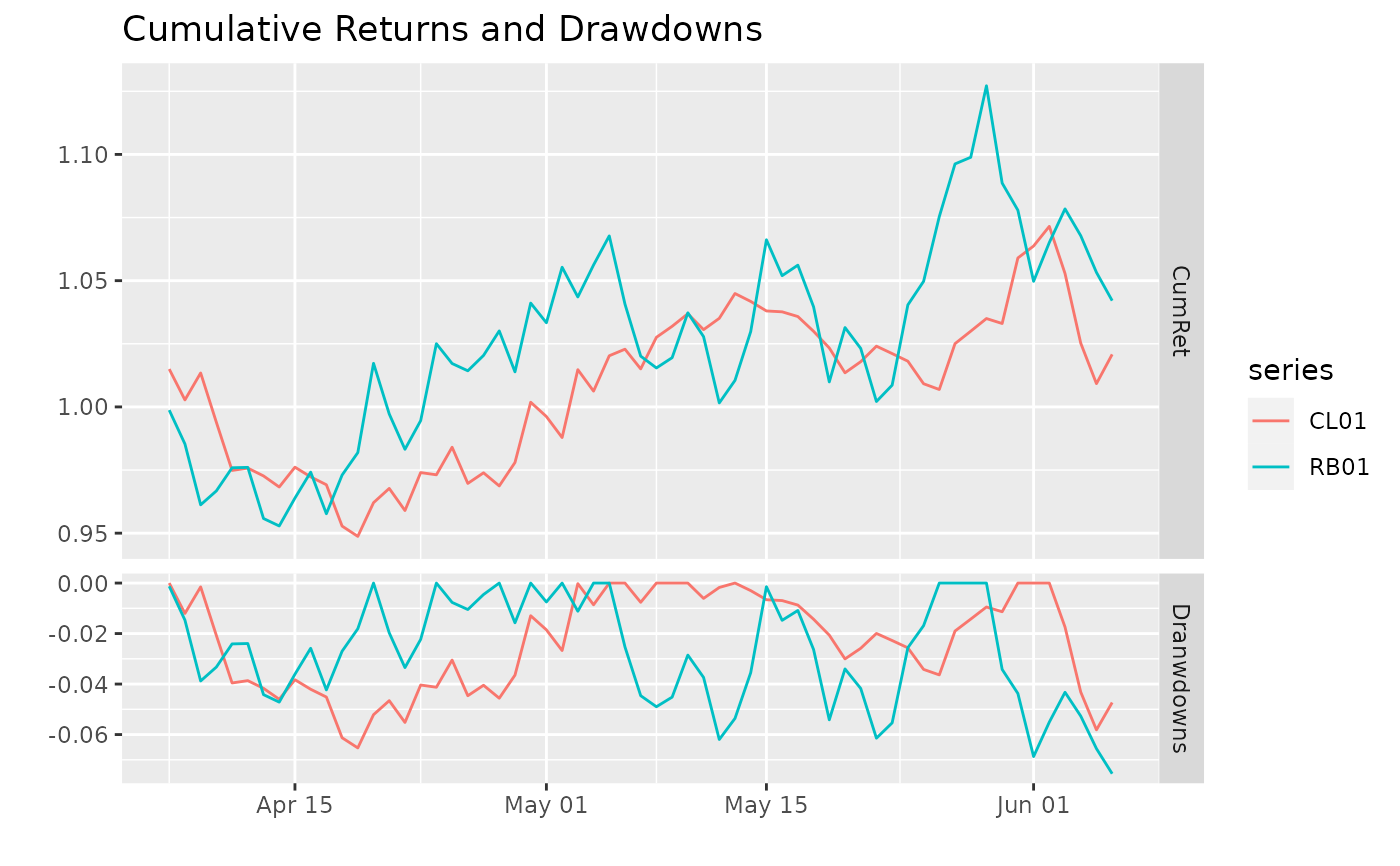 Cumulative Returns and Drawdowns
1.10
1.05
1.00
0.95
CumRet
0.00
-0.02
-0.04
-0.06
Dranwdowns
Apr 15
May 01
May 15
Jun 01
series
CL01
RB01